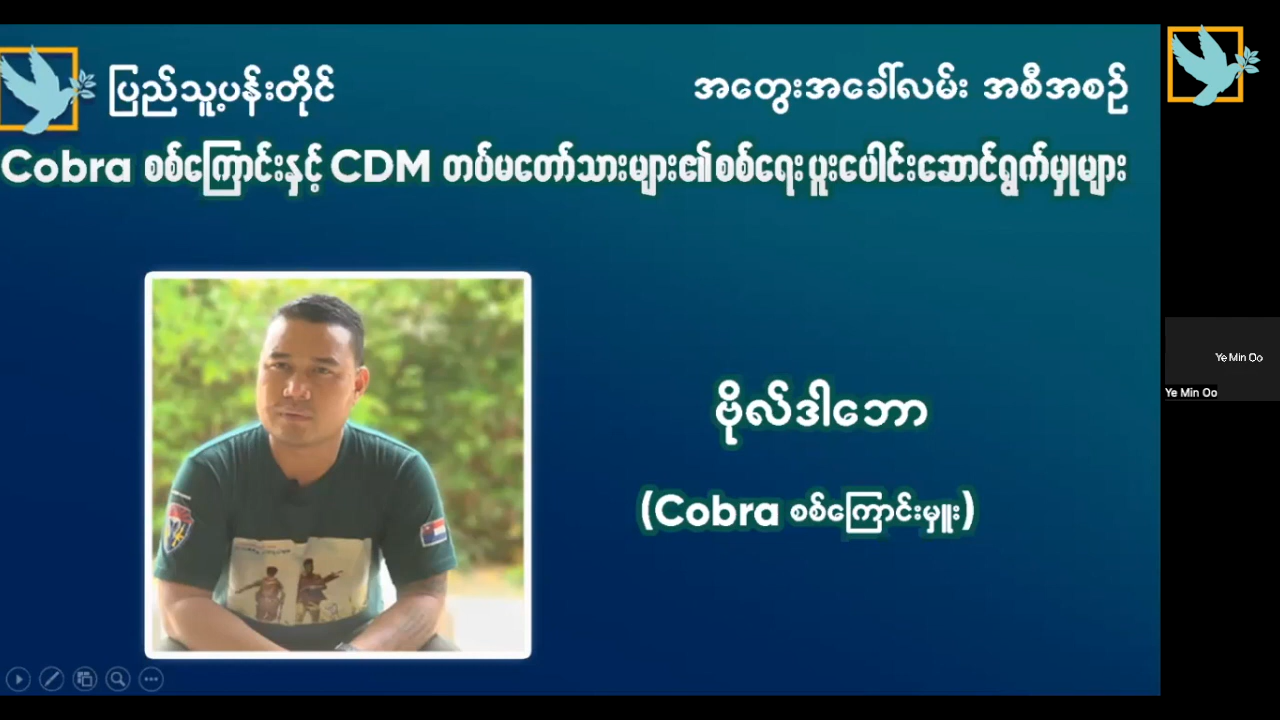 ပြည်သူ့ပန်းတိုင်
အတွေးအခေါ်လမ်း အစီအစဉ်
Cobra စစ်ကြောင်းနှင့် CDM တပ်မတော်သားများ၏စစ်ရေး ပူးပေါင်းဆောင်ရွက်မှုများ
ဗိုလ်ဒါဘော
(Cobra စစ်ကြောင်းမှူး)
Ye Min Oo
Ye Min Oo